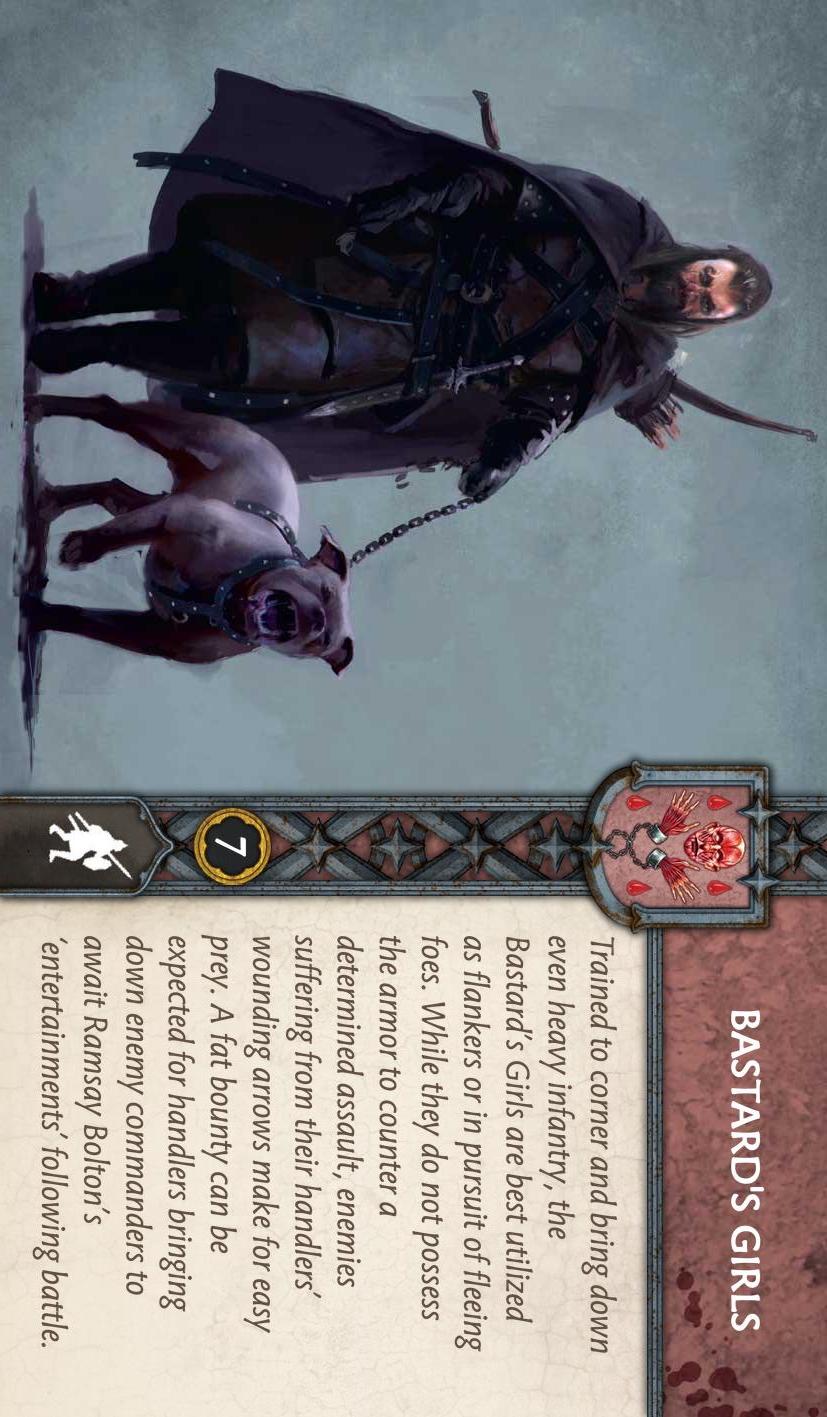 BASTARD'S GIRLS
7
Trained to corner and bring down
even heavy infantry, the
Bastard's Girls are best utilized
as flankers or in pursuit of fleeing
foes. While they do not possess
the armor to counter a
determined assault, enemies
suffering from their handlers'
wounding arrows make for easy
prey. A fat bounty can be
expected for handlers bringing
down enemy commanders to
await Ramsay Bolton's
'entertainments' following battle.